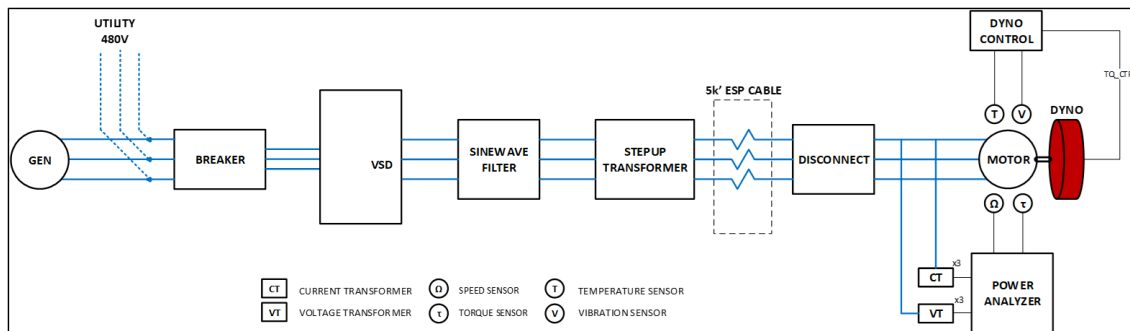 UTILITY
480V
GEN
BREAKER
VSD
SINEWAVE
FILTER
STEPUP
TRANSFORMER
5k' ESP CABLE
DISCONNECT
DYNO
CONTROL
TQ_CTR
T
V
DYNO
MOTOR
Ω
τ
CT
x3
VT
x3
POWER
ANALYZER
CT CURRENT TRANSFORMER Ω SPEED SENSOR T TEMPERATURE SENSOR
VT VOLTAGE TRANSFORMER τ TORQUE SENSOR V VIBRATION SENSOR